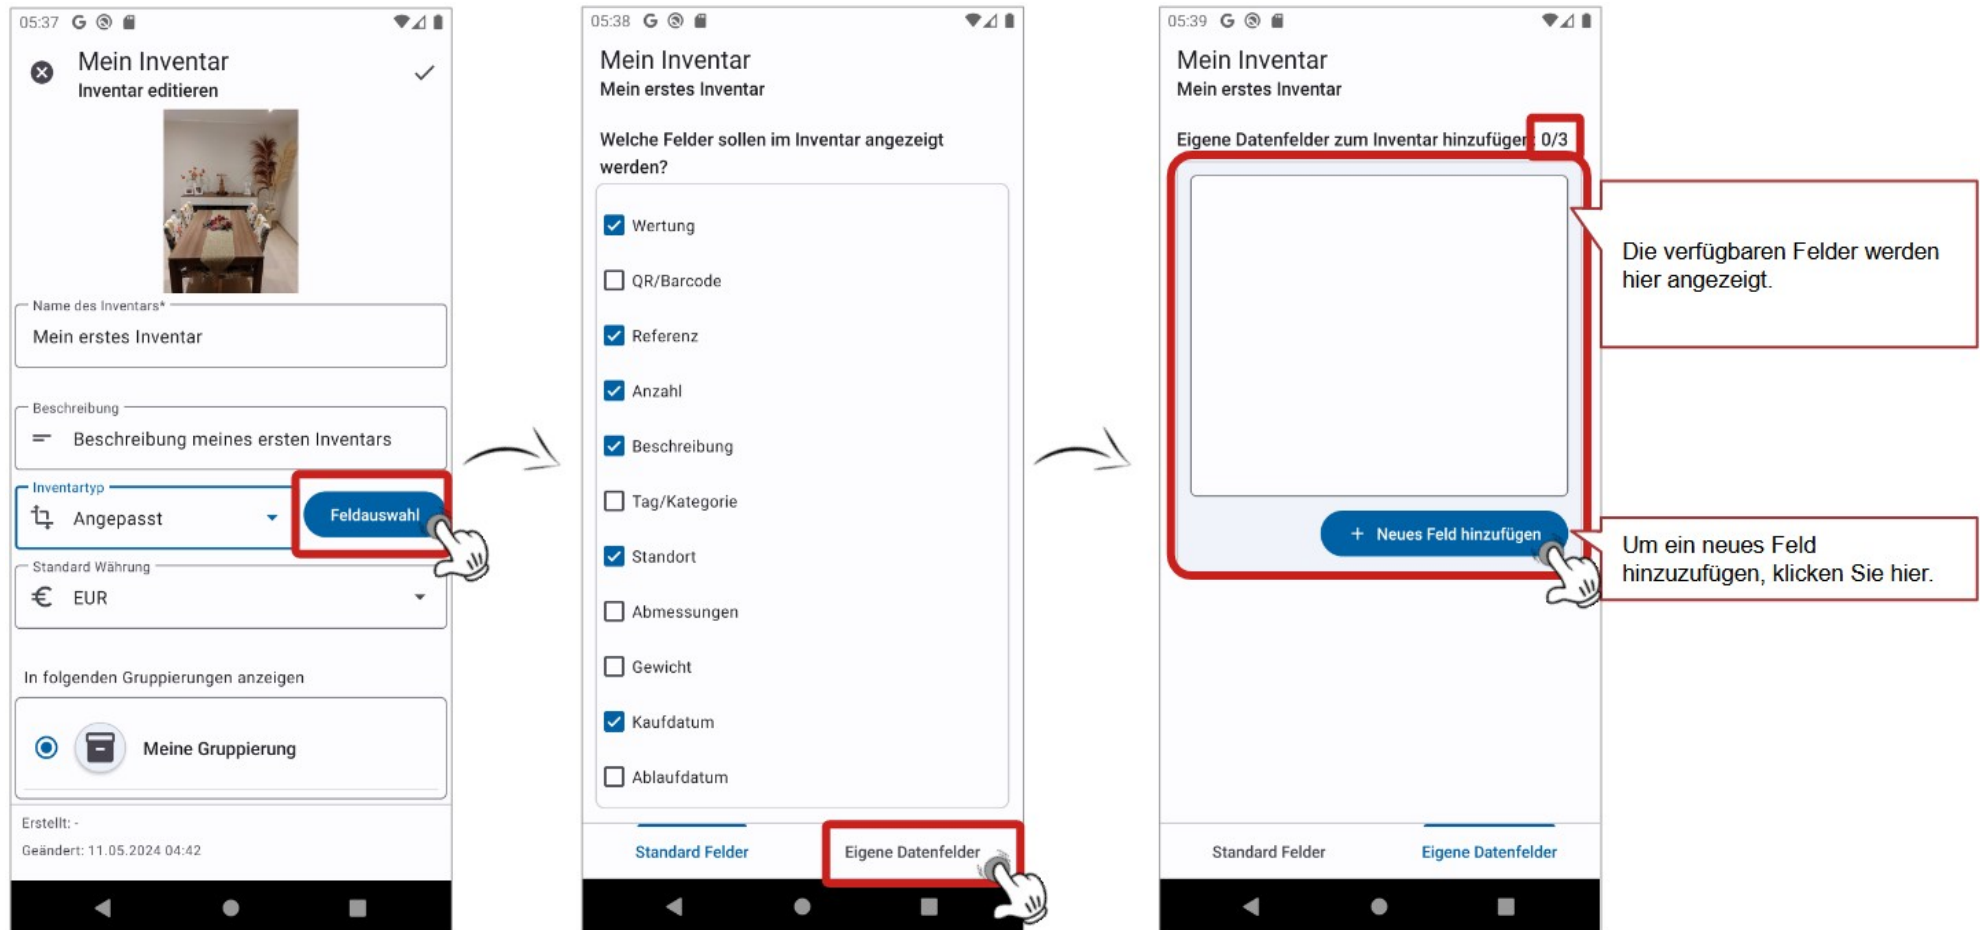 05:37
Mein Inventar
Inventar editieren
Name des Inventars*
Mein erstes Inventar
Beschreibung
Beschreibung meines ersten Inventars
Inventartyp
Angepasst
Feldauswahl
Standard Währung
€ EUR
In folgenden Gruppierungen anzeigen
Meine Gruppierung
Erstellt: -
Geändert: 11.05.2024 04:42
05:38
Mein Inventar
Mein erstes Inventar
Welche Felder sollen im Inventar angezeigt
werden?
Wertung
QR/Barcode
Referenz
Anzahl
Beschreibung
Tag/Kategorie
Standort
Abmessungen
Gewicht
Kaufdatum
Ablaufdatum
Standard Felder
Eigene Datenfelder
05:39
Mein Inventar
Mein erstes Inventar
Eigene Datenfelder zum Inventar hinzufügen: 0/3
+ Neues Feld hinzufügen
Standard Felder
Eigene Datenfelder
Die verfügbaren Felder werden
hier angezeigt.
Um ein neues Feld
hinzuzufügen, klicken Sie hier.